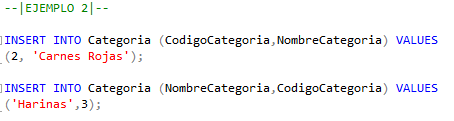 --|EJEMPLO 2|--
INSERT INTO Categoria (CodigoCategoria,NombreCategoria) VALUES
(2, 'Carnes Rojas');
INSERT INTO Categoria (NombreCategoria,CodigoCategoria) VALUES
('Harinas',3);